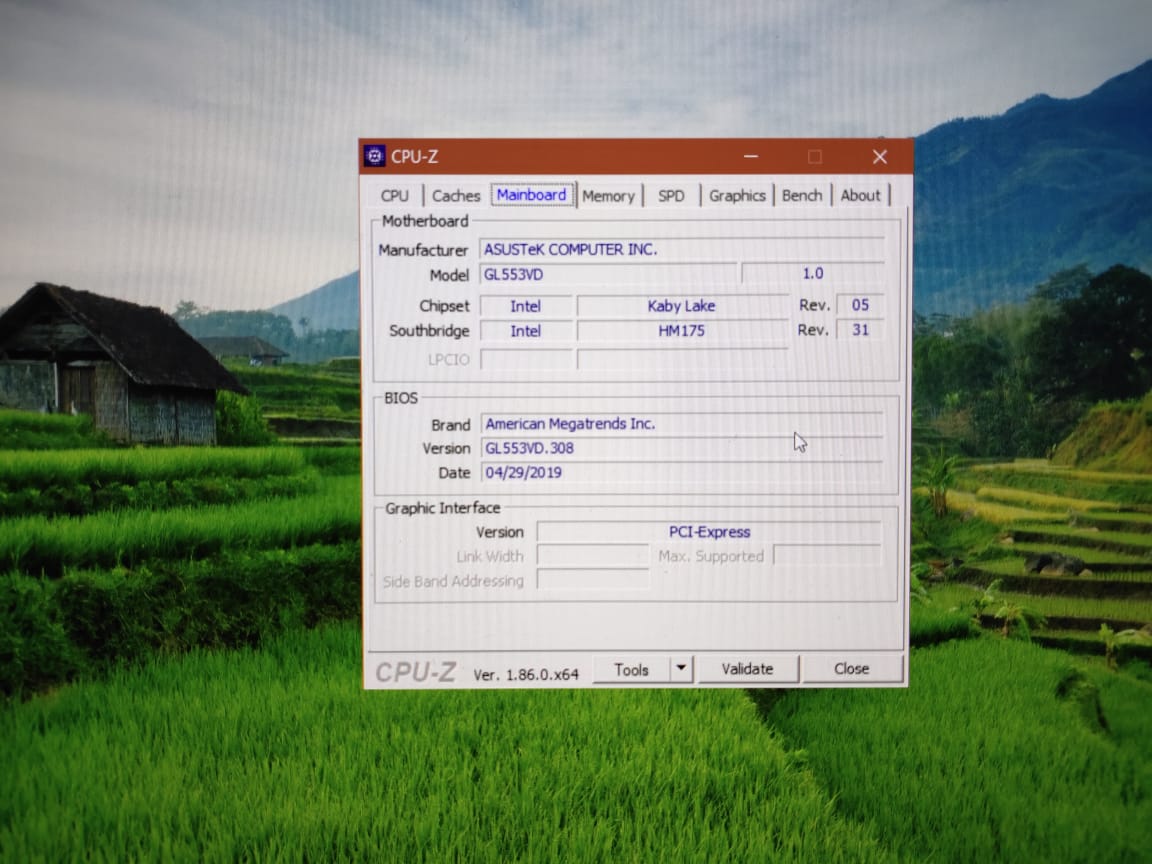 CPU-Z
CPU Caches Mainboard Memory SPD Graphics Bench About
Motherboard
Manufacturer ASUSTeK COMPUTER INC.
Model GL553VD 1.0
Chipset Intel Kaby Lake Rev. 05
Southbridge Intel HM175 Rev. 31
LPCIO
BIOS
Brand American Megatrends Inc.
Version GL553VD.308
Date 04/29/2019
Graphic Interface
Version PCI-Express
Link Width Max. Supported
Side Band Addressing
CPU-Z Ver. 1.86.0.x64 Tools Validate Close